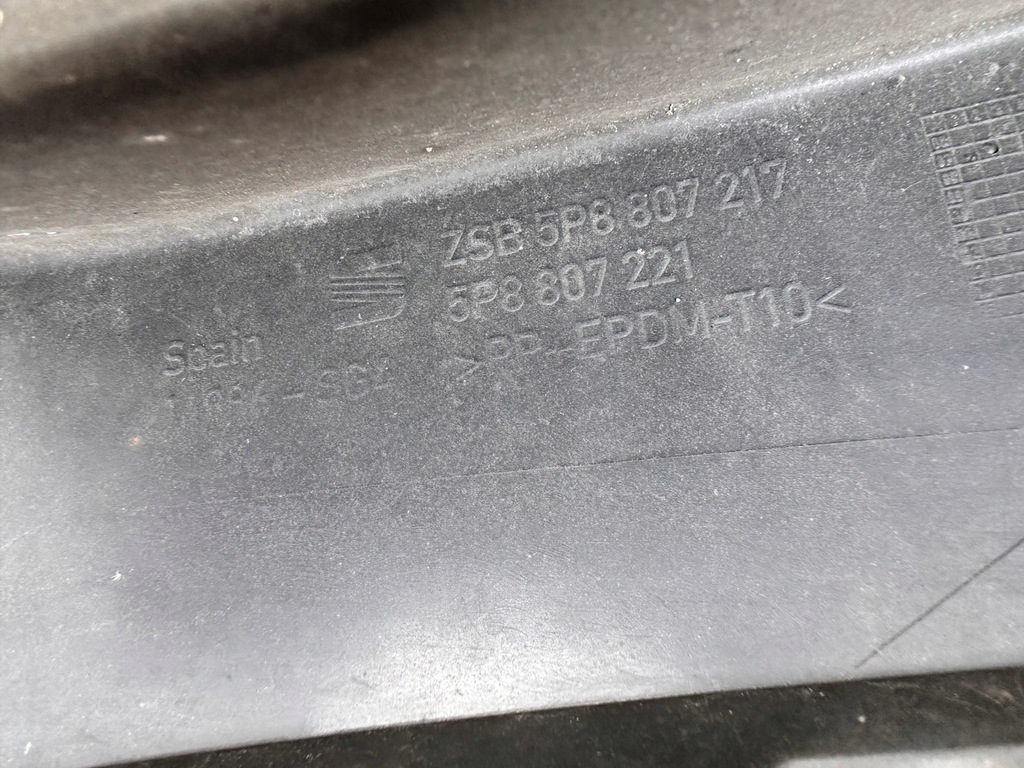 ZSB 5P8 807 217
5P8 807 221
>PP-EPDM-T10<
Spain